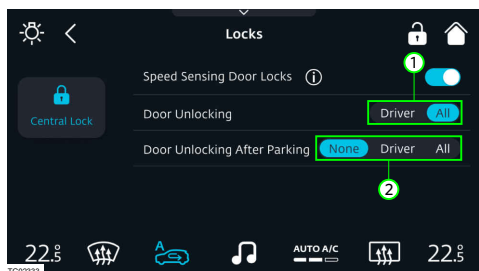 Locks
1
Speed Sensing Door Locks i
Central Lock
Door Unlocking Driver All
Door Unlocking After Parking None Driver All
2
22.5° A AUTO A/C 22.5°